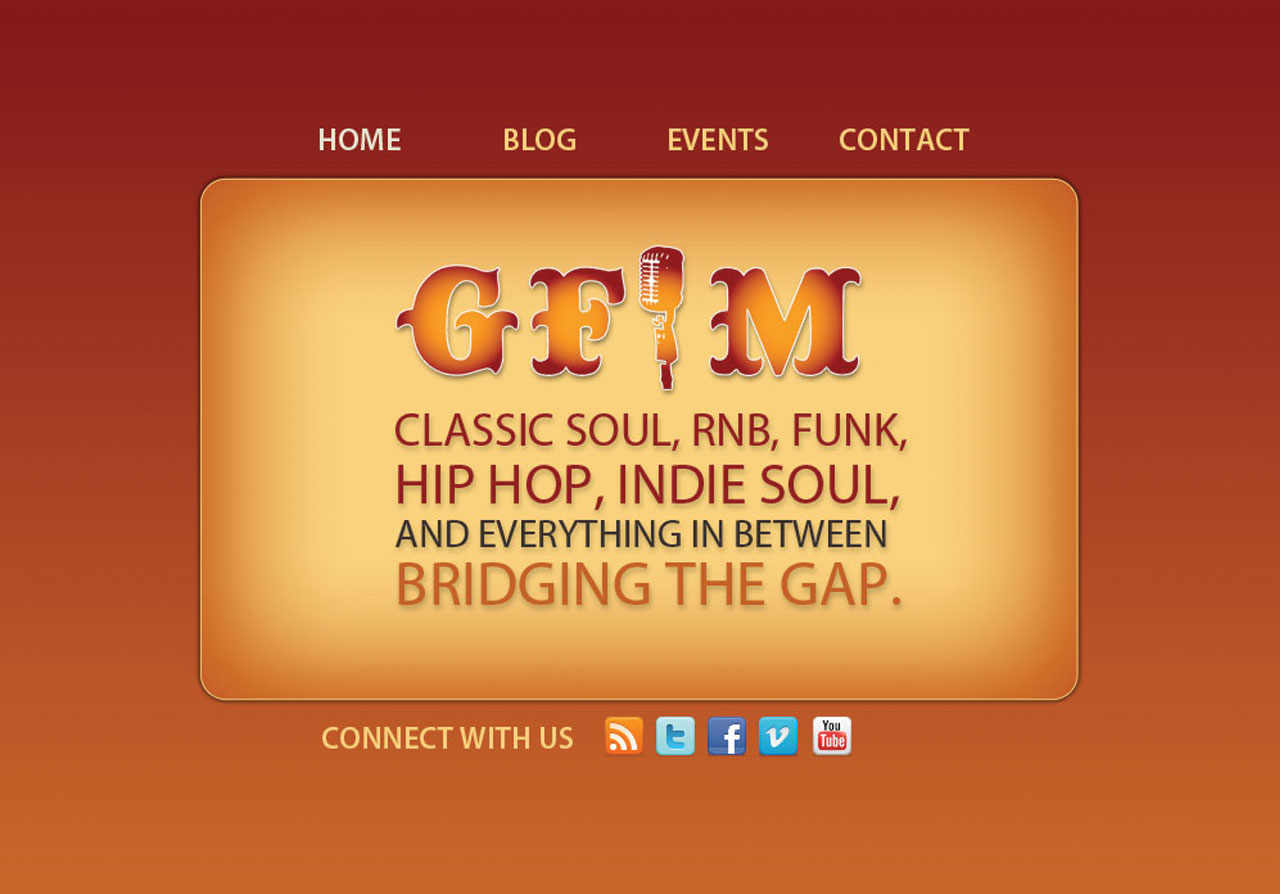 HOME BLOG EVENTS CONTACT
GF M
CLASSIC SOUL, RNB, FUNK,
HIP HOP, INDIE SOUL,
AND EVERYTHING IN BETWEEN
BRIDGING THE GAP.
CONNECT WITH US t f v You Tube